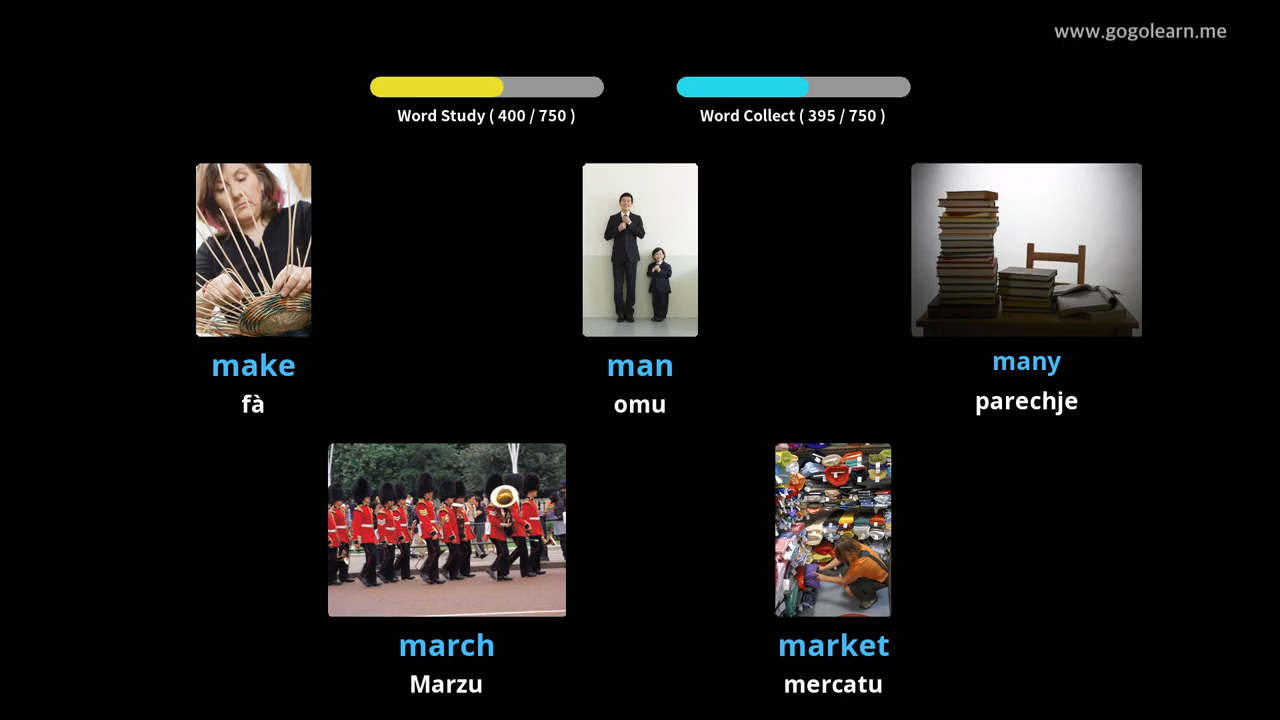 www.gogolearn.me
Word Study ( 400 / 750 )
Word Collect ( 395 / 750 )
make
fà
man
omu
many
parechje
march
Marzu
market
mercatu